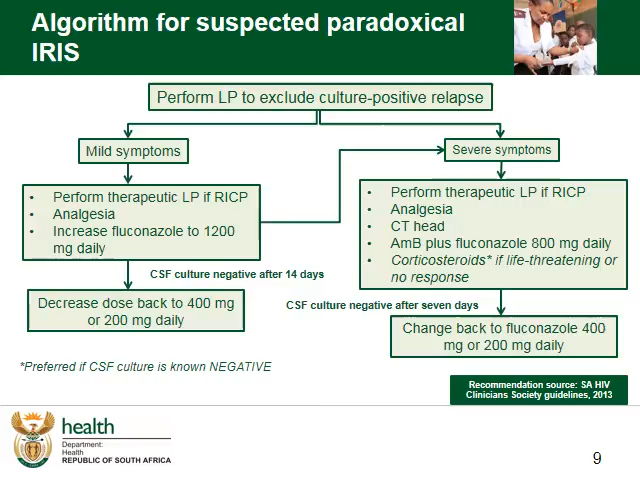 Algorithm for suspected paradoxical
IRIS
Perform LP to exclude culture-positive relapse
Mild symptoms
Severe symptoms
• Perform therapeutic LP if RICP
• Analgesia
• Increase fluconazole to 1200
mg daily
• Perform therapeutic LP if RICP
• Analgesia
• CT head
• AmB plus fluconazole 800 mg daily
• Corticosteroids* if life-threatening or
no response
CSF culture negative after 14 days
Decrease dose back to 400 mg
or 200 mg daily
CSF culture negative after seven days
Change back to fluconazole 400
mg or 200 mg daily
*Preferred if CSF culture is known NEGATIVE
Recommendation source: SA HIV
Clinicians Society guidelines, 2013
health
Department:
Health
REPUBLIC OF SOUTH AFRICA
9